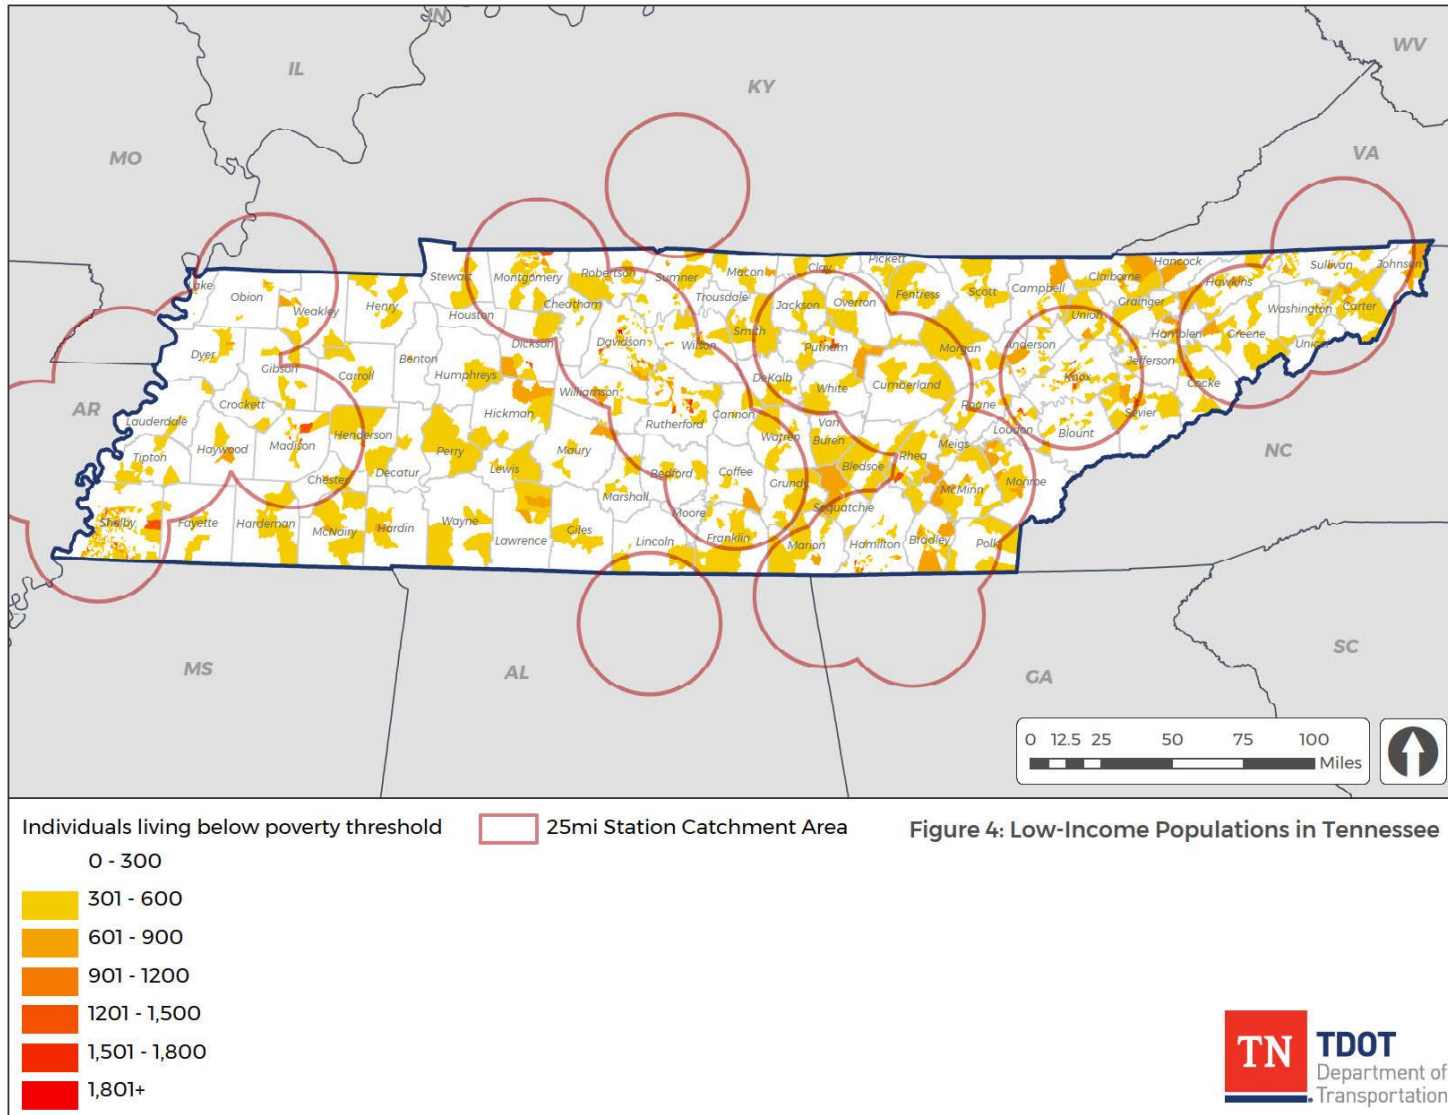 IN
WV
IL
KY
MO
VA
Hancock
Pickett
Clay
Sullivan
Johnson
Macon
Claiborne
Montgomery
Robertson
Sumner
Stewart
Scott
Campbell
Hawkins
Lake
Obion
Henry
Cheatham
Trousdale
Jackson
Overton
Fentress
Grainger
Washington
Carter
Weakley
Houston
Union
Smith
Hamblen
Greene
Unicoi
Dickson
Davidson
Wilson
Putnam
Morgan
Anderson
Dyer
Benton
Jefferson
Gibson
Carroll
Humphreys
DeKalb
White
Cumberland
Knox
Cocke
Williamson
AR
Crockett
Roane
Sevier
Lauderdale
Hickman
Cannon
Rutherford
Van
Buren
Loudon
Blount
Henderson
Warren
Madison
Haywood
Perry
Maury
Meigs
Rhea
NC
Tipton
Lewis
Bledsoe
Decatur
Bedford
Coffee
Chester
Grundy
McMinn
Monroe
Marshall
Moore
Sequatchie
Shelby
Fayette
Hardeman
McNairy
Hardin
Wayne
Lawrence
Giles
Lincoln
Franklin
Marion
Hamilton
Bradley
Polk
MS
AL
GA
SC
0 12.5 25 50 75 100
Miles
Individuals living below poverty threshold
25mi Station Catchment Area
Figure 4: Low-Income Populations in Tennessee
0 - 300
301 - 600
601 - 900
901 - 1200
1201 - 1,500
1,501 - 1,800
1,801+
TN
TDOT
Department of
Transportation